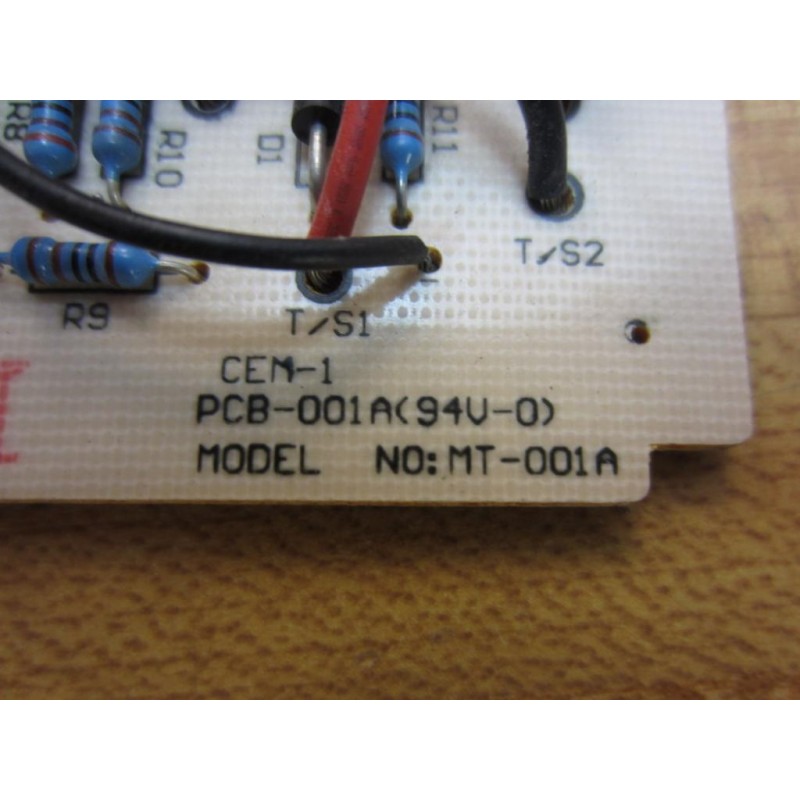 R8
R10
D1
R11
T/S2
R9
T/S1
CEM-1
PCB-001A(94V-0)
MODEL NO:MT-001A